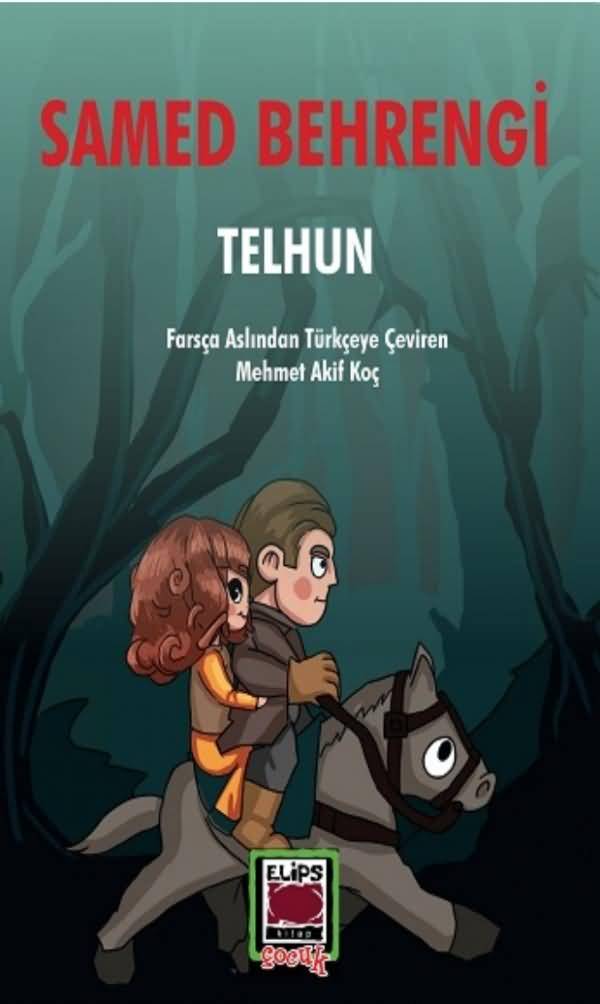 SAMED BEHRENGİ
TELHUN
Farsça Aslından Türkçeye Çeviren
Mehmet Akif Koç
ELİPS
kitap
çocuk